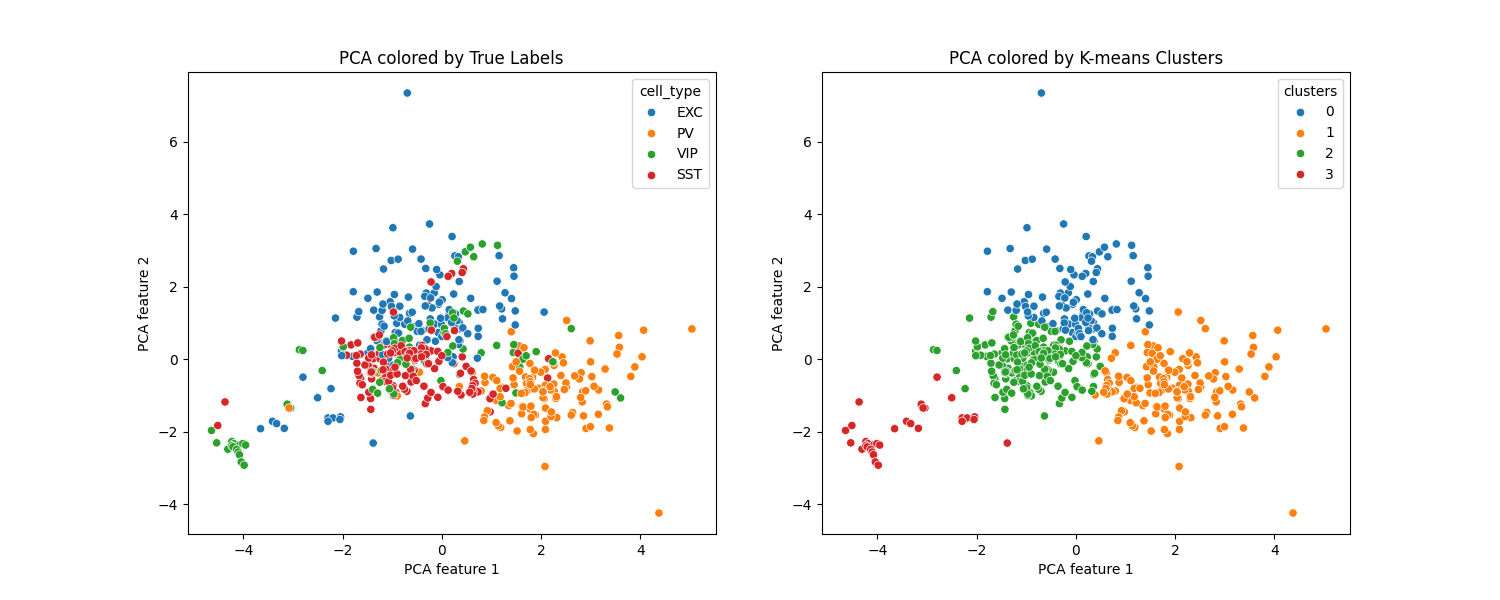 PCA colored by True Labels
PCA feature 2
6
4
2
0
−2
−4
cell_type
EXC
PV
VIP
SST
−4
−2
0
2
4
PCA feature 1
PCA colored by K-means Clusters
PCA feature 2
6
4
2
0
−2
−4
clusters
0
1
2
3
−4
−2
0
2
4
PCA feature 1